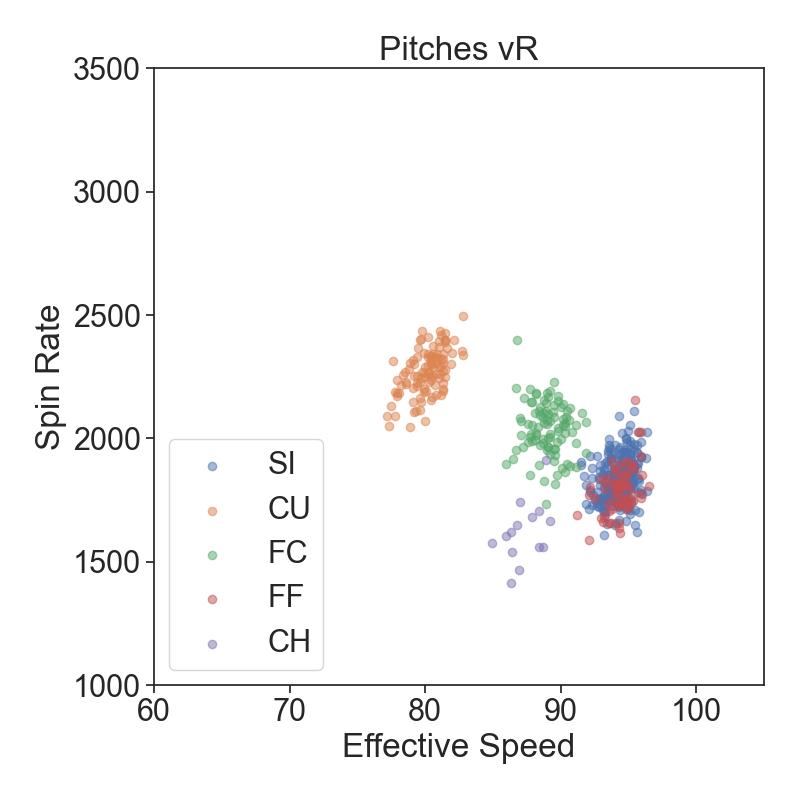 Pitches vR
3500
3000
2500
2000
1500
1000
Spin Rate
SI
CU
FC
FF
CH
60 70 80 90 100
Effective Speed